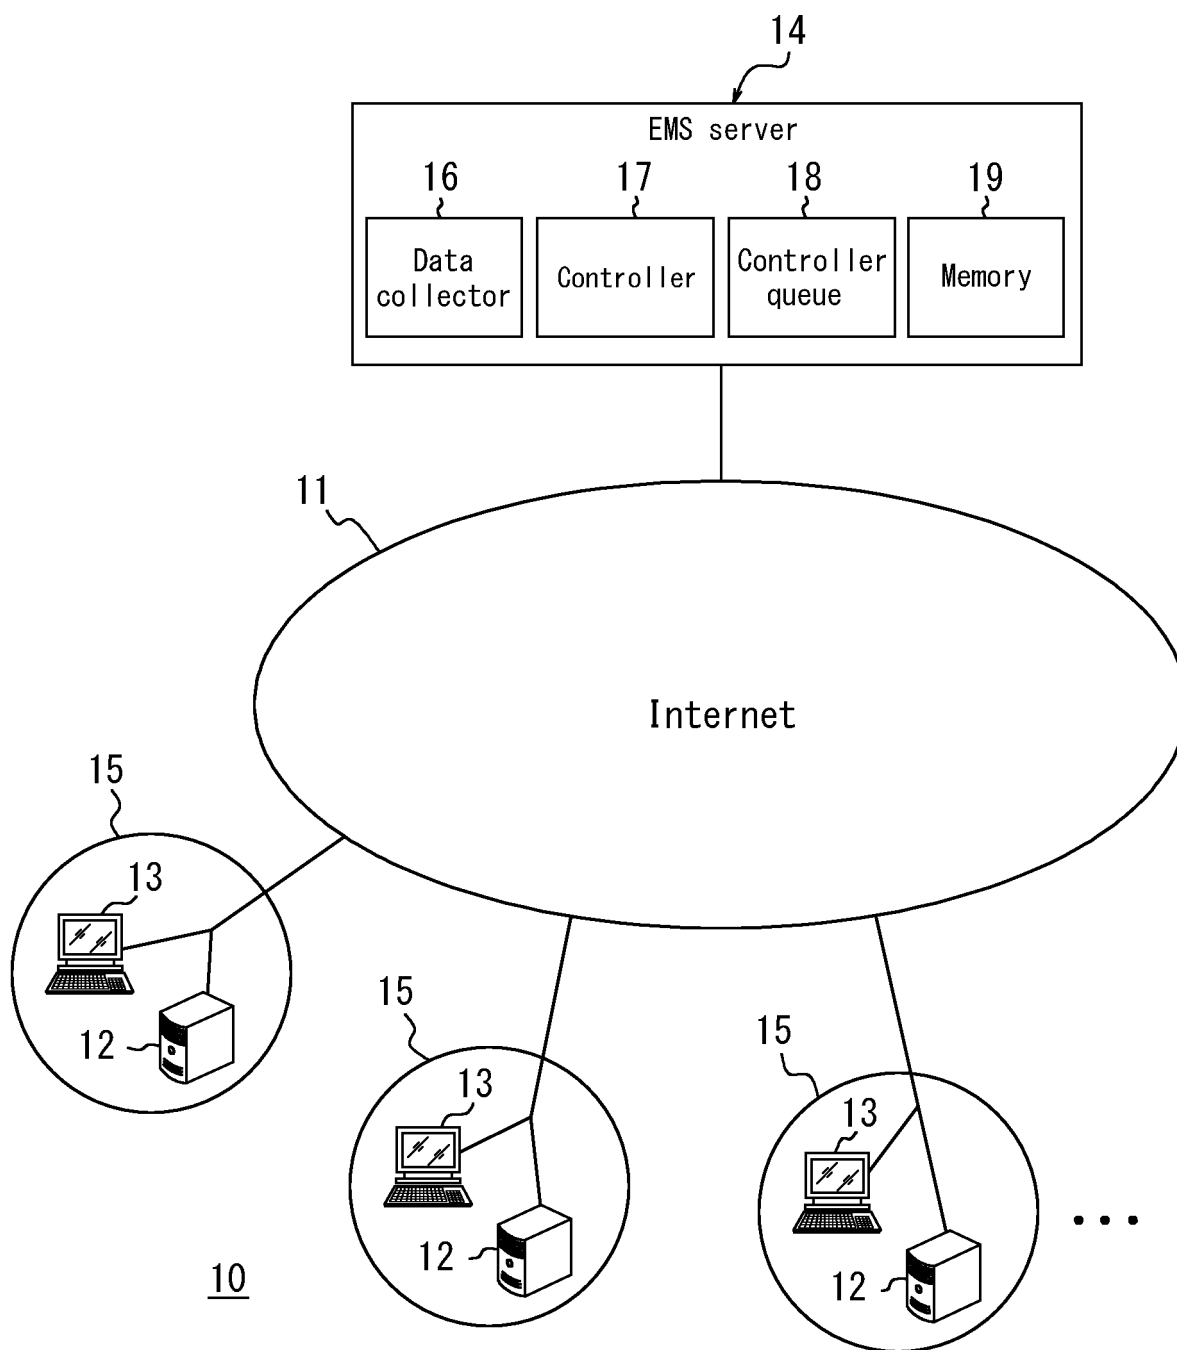 14
EMS server
16 17 18 19
Data collector
Controller
Controller queue
Memory
11
Internet
15
13
12
15
13
12
15
13
12
...
10